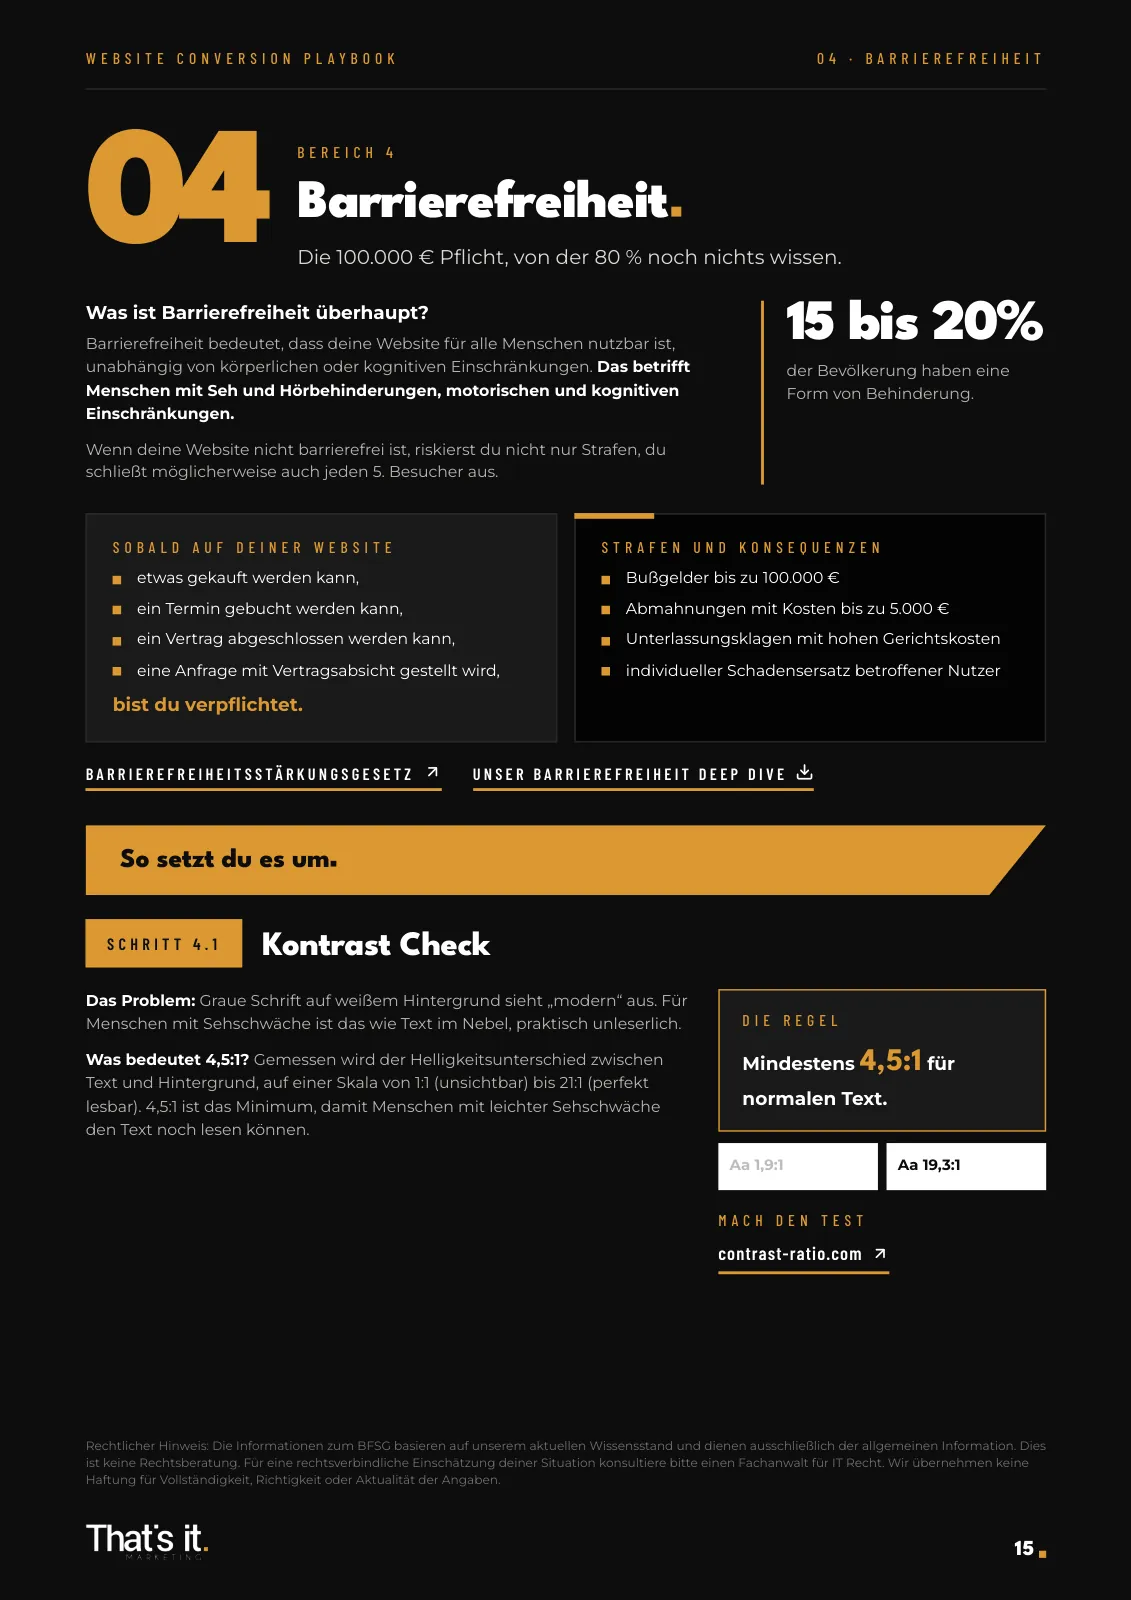 WEBSITE CONVERSION PLAYBOOK
04 · BARRIEREFREIHEIT
04
BEREICH 4
Barrierefreiheit.
Die 100.000 € Pflicht, von der 80 % noch nichts wissen.
Was ist Barrierefreiheit überhaupt?
Barrierefreiheit bedeutet, dass deine Website für alle Menschen nutzbar ist,
unabhängig von körperlichen oder kognitiven Einschränkungen. Das betrifft
Menschen mit Seh und Hörbehinderungen, motorischen und kognitiven
Einschränkungen.
Wenn deine Website nicht barrierefrei ist, riskierst du nicht nur Strafen, du
schließt möglicherweise auch jeden 5. Besucher aus.
15 bis 20%
der Bevölkerung haben eine
Form von Behinderung.
SOBALD AUF DEINER WEBSITE
etwas gekauft werden kann,
ein Termin gebucht werden kann,
ein Vertrag abgeschlossen werden kann,
eine Anfrage mit Vertragsabsicht gestellt wird,
bist du verpflichtet.
STRAFEN UND KONSEQUENZEN
Bußgelder bis zu 100.000 €
Abmahnungen mit Kosten bis zu 5.000 €
Unterlassungsklagen mit hohen Gerichtskosten
individueller Schadensersatz betroffener Nutzer
BARRIEREFREIHEITSSTÄRKUNGSGESETZ
UNSER BARRIEREFREIHEIT DEEP DIVE
So setzt du es um.
SCHRITT 4.1
Kontrast Check
Das Problem: Graue Schrift auf weißem Hintergrund sieht „modern“ aus. Für
Menschen mit Sehschwäche ist das wie Text im Nebel, praktisch unleserlich.
Was bedeutet 4,5:1? Gemessen wird der Helligkeitsunterschied zwischen
Text und Hintergrund, auf einer Skala von 1:1 (unsichtbar) bis 21:1 (perfekt
lesbar). 4,5:1 ist das Minimum, damit Menschen mit leichter Sehschwäche
den Text noch lesen können.
DIE REGEL
Mindestens 4,5:1 für
normalen Text.
Aa 1,9:1
Aa 19,3:1
MACH DEN TEST
contrast-ratio.com
Rechtlicher Hinweis: Die Informationen zum BFSG basieren auf unserem aktuellen Wissensstand und dienen ausschließlich der allgemeinen Information. Dies
ist keine Rechtsberatung. Für eine rechtsverbindliche Einschätzung deiner Situation konsultiere bitte einen Fachanwalt für IT Recht. Wir übernehmen keine
Haftung für Vollständigkeit, Richtigkeit oder Aktualität der Angaben.
That's it.
MARKETING
15